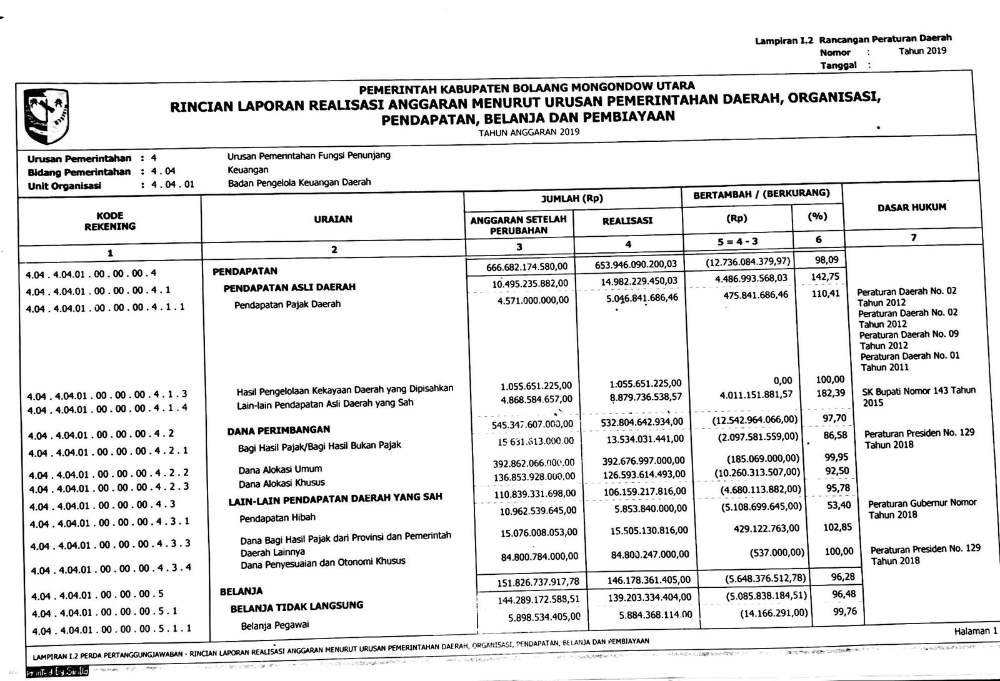 Lampiran I.2 Rancangan Peraturan Daerah
Nomor : Tahun 2019
Tanggal :
PEMERINTAH KABUPATEN BOLAANG MONGONDOW UTARA
RINCIAN LAPORAN REALISASI ANGGARAN MENURUT URUSAN PEMERINTAHAN DAERAH, ORGANISASI,
PENDAPATAN, BELANJA DAN PEMBIAYAAN
TAHUN ANGGARAN 2019
Urusan Pemerintahan : 4 Urusan Pemerintahan Fungsi Penunjang
Bidang Pemerintahan : 4 . 04 Keuangan
Unit Organisasi : 4 . 04 . 01 Badan Pengelola Keuangan Daerah
JUMLAH (Rp) BERTAMBAH / (BERKURANG)
KODE
REKENING
URAIAN
ANGGARAN SETELAH
PERUBAHAN
REALISASI
(Rp)
(%)
DASAR HUKUM
1 2 3 4 5 = 4 - 3 6 7
4.04 . 4.04.01 . 00 . 00 . 00 . 4 PENDAPATAN 666.682.174.580,00 653.946.090.200,03 (12.736.084.379,97) 98,09
4.04 . 4.04.01 . 00 . 00 . 00 . 4 . 1 PENDAPATAN ASLI DAERAH 10.495.235.882,00 14.982.229.450,03 4.486.993.568,03 142,75
4.04 . 4.04.01 . 00 . 00 . 00 . 4 . 1 . 1 Pendapatan Pajak Daerah 4.571.000.000,00 5.046.841.686,46 475.841.686,46 110,41 Peraturan Daerah No. 02
Tahun 2012
Peraturan Daerah No. 02
Tahun 2012
Peraturan Daerah No. 09
Tahun 2012
Peraturan Daerah No. 01
Tahun 2011
4.04 . 4.04.01 . 00 . 00 . 00 . 4 . 1 . 3 Hasil Pengelolaan Kekayaan Daerah yang Dipisahkan 1.055.651.225,00 1.055.651.225,00 0,00 100,00
4.04 . 4.04.01 . 00 . 00 . 00 . 4 . 1 . 4 Lain-lain Pendapatan Asli Daerah yang Sah 4.868.584.657,00 8.879.736.538,57 4.011.151.881,57 182,39 SK Bupati Nomor 143 Tahun
2015
4.04 . 4.04.01 . 00 . 00 . 00 . 4 . 2 DANA PERIMBANGAN 545.347.607.000,00 532.804.642.934,00 (12.542.964.066,00) 97,70
4.04 . 4.04.01 . 00 . 00 . 00 . 4 . 2 . 1 Bagi Hasil Pajak/Bagi Hasil Bukan Pajak 15 631.613.000.00 13.534.031.441,00 (2.097.581.559,00) 86,58 Peraturan Presiden No. 129
Tahun 2018
4.04 . 4.04.01 . 00 . 00 . 00 . 4 . 2 . 2 Dana Alokasi Umum 392.862.066.000,00 392.676.997.000,00 (185.069.000,00) 99,95
4.04 . 4.04.01 . 00 . 00 . 00 . 4 . 2 . 3 Dana Alokasi Khusus 136.853.928.000,00 126.593.614.493,00 (10.260.313.507,00) 92,50
4.04 . 4.04.01 . 00 . 00 . 00 . 4 . 3 LAIN-LAIN PENDAPATAN DAERAH YANG SAH 110.839.331.698,00 106.159.217.816,00 (4.680.113.882,00) 95,78
4.04 . 4.04.01 . 00 . 00 . 00 . 4 . 3 . 1 Pendapatan Hibah 10.962.539.645,00 5.853.840.000,00 (5.108.699.645,00) 53,40 Peraturan Gubernur Nomor
Tahun 2018
4.04 . 4.04.01 . 00 . 00 . 00 . 4 . 3 . 3 Dana Bagi Hasil Pajak dari Provinsi dan Pemerintah 15.076.008.053,00 15.505.130.816,00 429.122.763,00 102,85
Daerah Lainnya
4.04 . 4.04.01 . 00 . 00 . 00 . 4 . 3 . 4 Dana Penyesuaian dan Otonomi Khusus 84.800.784.000,00 84.800.247.000,00 (537.000,00) 100,00 Peraturan Presiden No. 129
Tahun 2018
4.04 . 4.04.01 . 00 . 00 . 00 . 5 BELANJA 151.826.737.917,78 146.178.361.405,00 (5.648.376.512,78) 96,28
4.04 . 4.04.01 . 00 . 00 . 00 . 5 . 1 BELANJA TIDAK LANGSUNG 144.289.172.588,51 139.203.334.404,00 (5.085.838.184,51) 96,48
4.04 . 4.04.01 . 00 . 00 . 00 . 5 . 1 . 1 Belanja Pegawai 5.898.534.405,00 5.884.368.114.00 (14.166.291,00) 99,76
Halaman 1
LAMPIRAN I.2 PERDA PERTANGGUNGJAWABAN - RINCIAN LAPORAN REALISASI ANGGARAN MENURUT URUSAN PEMERINTAHAN DAERAH, ORGANISASI, PENDAPATAN, BELANJA DAN PEMBIAYAAN
Printed By